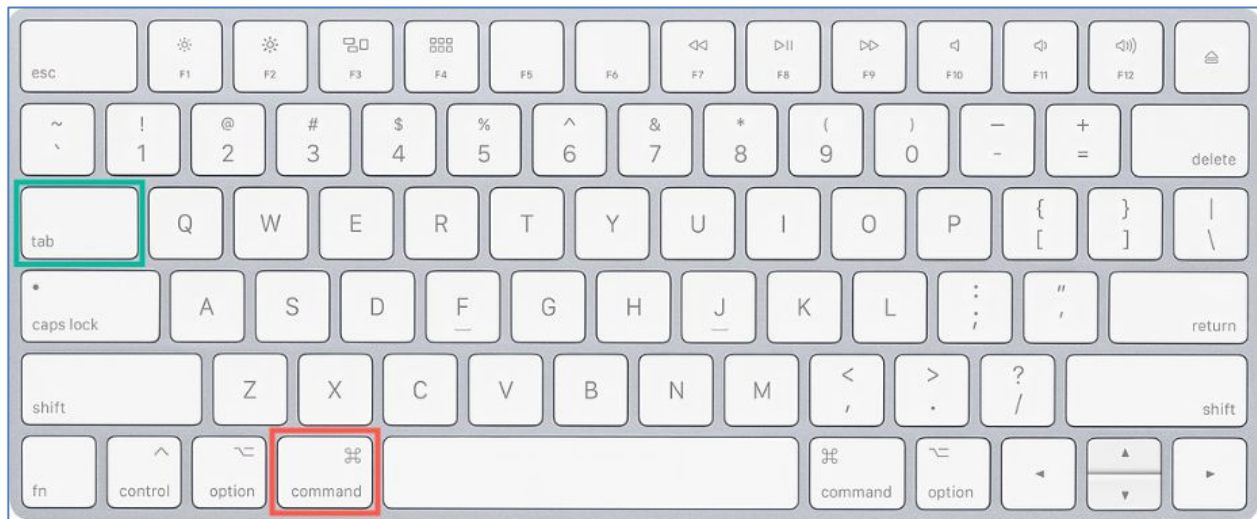 esc F1 F2 F3 F4 F5 F6 F7 F8 F9 F10 F11 F12
~ ! @ # $ % ^ & * ( ) — +
` 1 2 3 4 5 6 7 8 9 0 - = delete
tab Q W E R T Y U I O P { } |
[ ] \
caps lock A S D F G H J K L : "
; ' return
shift Z X C V B N M < > ?
, . / shift
^ ⌥ ⌘ ⌘ ⌥
fn control option command command option